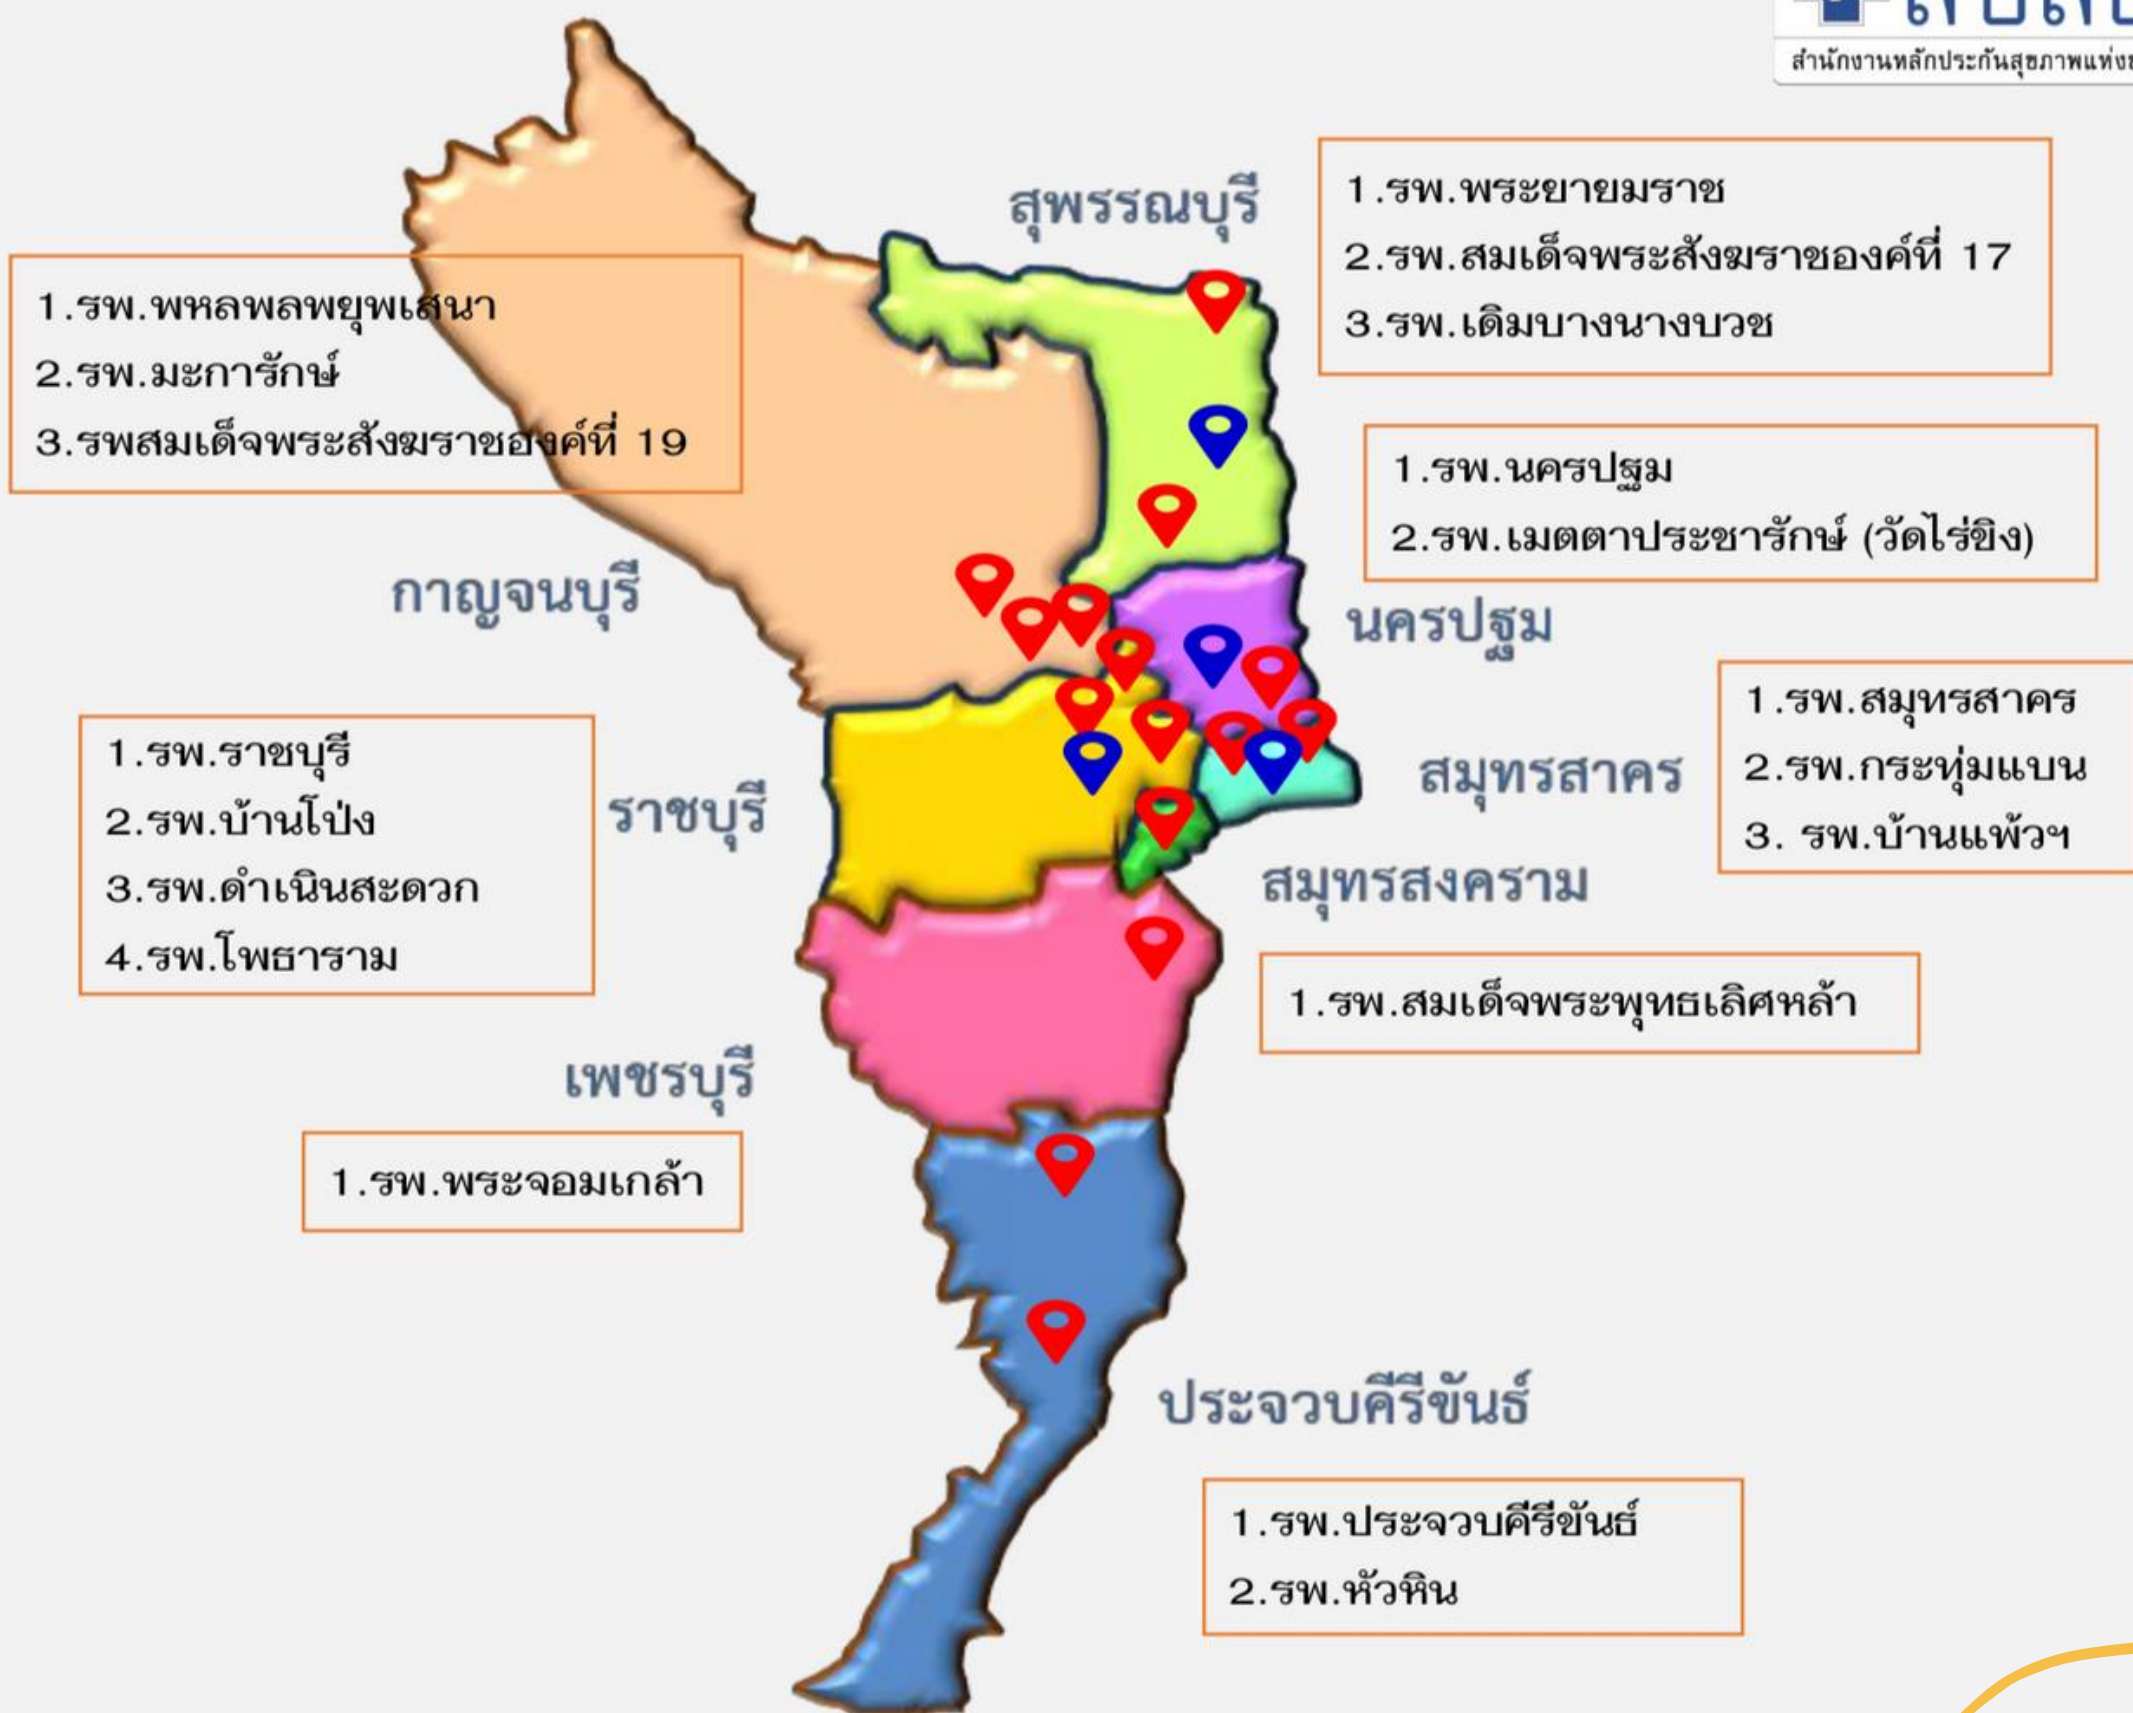 สำนักงานหลักประกันสุขภาพแห่ง
สุพรรณบุรี
1.รพ.พระยายมราช
2.รพ.สมเด็จพระสังฆราชองค์ที่ 17
3.รพ.เดิมบางนางบวช
1.รพ.พหลพลพยุพเสนา
2.รพ.มะการักษ์
3.รพสมเด็จพระสังฆราชองค์ที่ 19
กาญจนบุรี
1.รพ.นครปฐม
2.รพ.เมตตาประชารักษ์ (วัดไร่ขิง)
นครปฐม
1.รพ.สมุทรสาคร
2.รพ.กระทุ่มแบน
3. รพ.บ้านแพ้วฯ
สมุทรสาคร
1.รพ.ราชบุรี
2.รพ.บ้านโป่ง
3.รพ.ดำเนินสะดวก
4.รพ.โพธาราม
ราชบุรี
สมุทรสงคราม
1.รพ.สมเด็จพระพุทธเลิศหล้า
เพชรบุรี
1.รพ.พระจอมเกล้า
ประจวบคีรีขันธ์
1.รพ.ประจวบคีรีขันธ์
2.รพ.หัวหิน